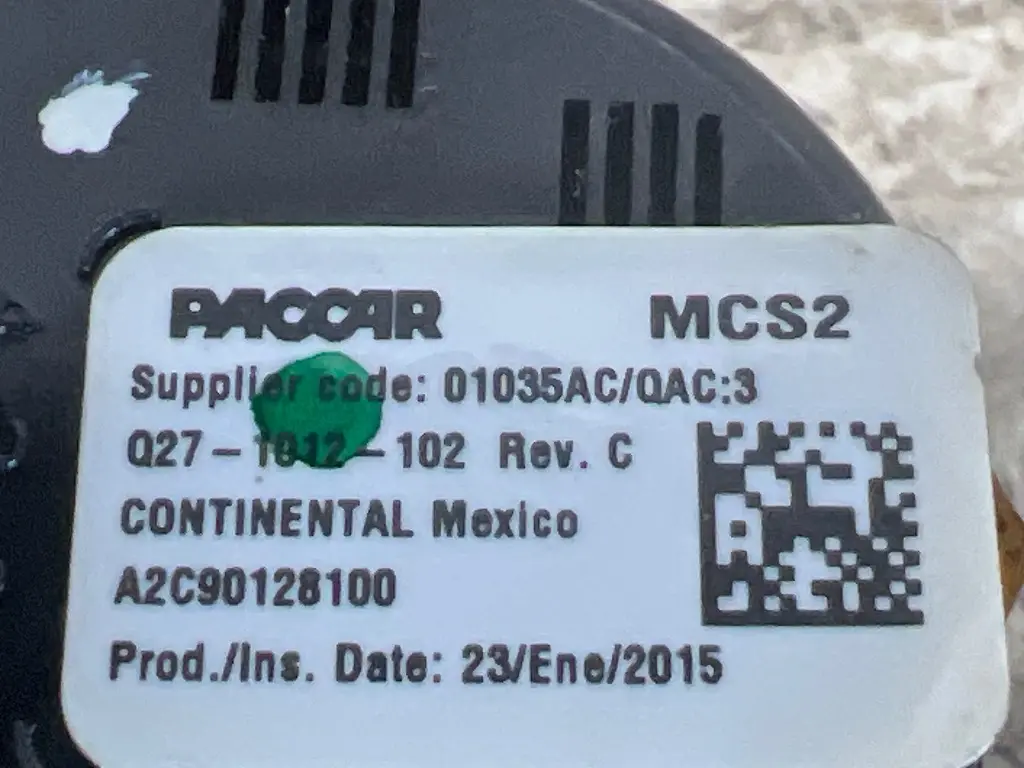 PACCAR MCS2
Supplier code: 01035AC/QAC:3
Q27-1012-102 Rev. C
CONTINENTAL Mexico
A2C90128100
Prod./Ins. Date: 23/Ene/2015